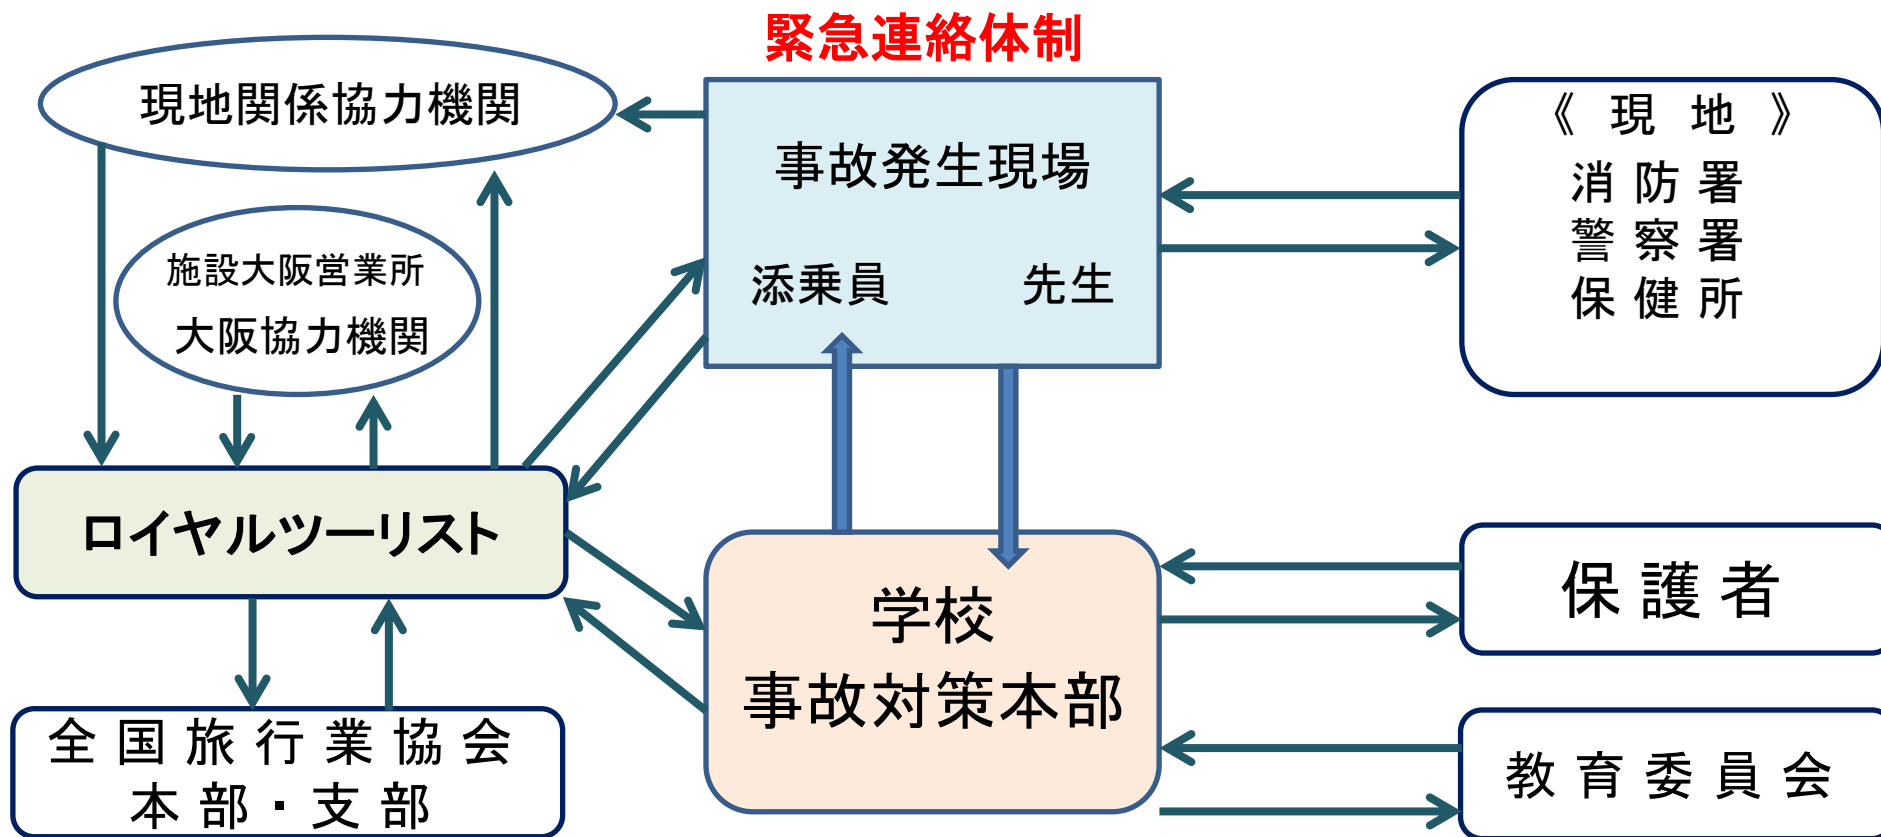 緊急連絡体制
現地関係協力機関
施設大阪営業所
大阪協力機関
事故発生現場
添乗員 先生
《 現 地 》
消 防 署
警 察 署
保 健 所
ロイヤルツーリスト
学校
事故対策本部
保 護 者
全 国 旅 行 業 協 会
本 部 ・ 支 部
教 育 委 員 会